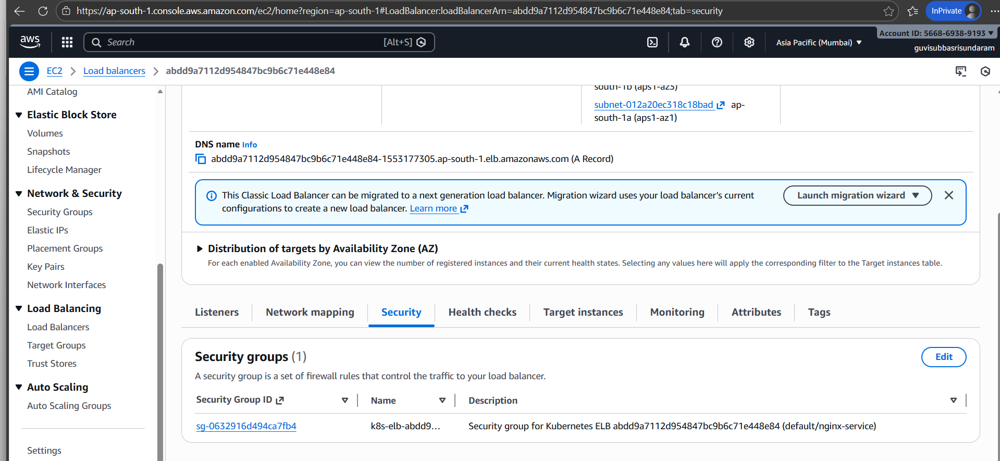 https://ap-south-1.console.aws.amazon.com/ec2/home?region=ap-south-1#LoadBalancer:loadBalancerArn=abdd9a7112d954847bc9b6c71e448e84;tab=security
InPrivate
aws
Search
[Alt+S]
Asia Pacific (Mumbai)
Account ID: 5668-6938-9193
guvisubbasrisundaram
EC2
Load balancers
abdd9a7112d954847bc9b6c71e448e84
AMI Catalog
Elastic Block Store
Volumes
Snapshots
Lifecycle Manager
Network & Security
Security Groups
Elastic IPs
Placement Groups
Key Pairs
Network Interfaces
Load Balancing
Load Balancers
Target Groups
Trust Stores
Auto Scaling
Auto Scaling Groups
Settings
south-1b (aps1-az3)
subnet-012a20ec318c18bad ap-
south-1a (aps1-az1)
DNS name Info
abdd9a7112d954847bc9b6c71e448e84-1553177305.ap-south-1.elb.amazonaws.com (A Record)
This Classic Load Balancer can be migrated to a next generation load balancer. Migration wizard uses your load balancer's current
configurations to create a new load balancer. Learn more
Launch migration wizard
Distribution of targets by Availability Zone (AZ)
For each enabled Availability Zone, you can view the number of registered instances and their current health states. Selecting any values here will apply the corresponding filter to the Target instances table.
Listeners
Network mapping
Security
Health checks
Target instances
Monitoring
Attributes
Tags
Security groups (1)
Edit
A security group is a set of firewall rules that control the traffic to your load balancer.
Security Group ID
Name
Description
sg-0632916d494ca7fb4
k8s-elb-abdd9...
Security group for Kubernetes ELB abdd9a7112d954847bc9b6c71e448e84 (default/nginx-service)